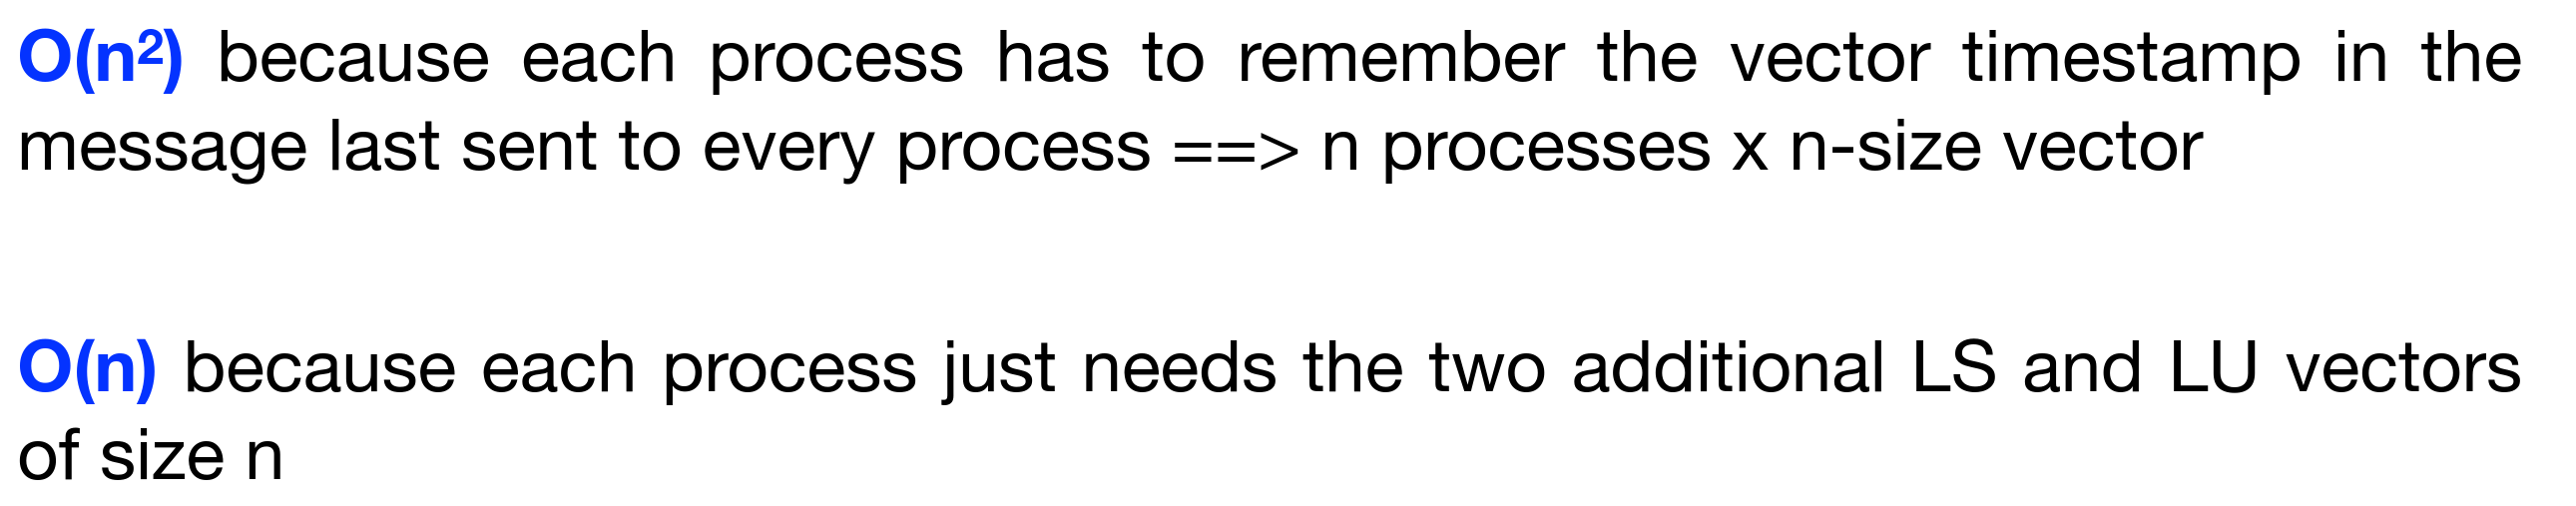 O(n²) because each process has to remember the vector timestamp in the
message last sent to every process ==> n processes x n-size vector
O(n) because each process just needs the two additional LS and LU vectors
of size n